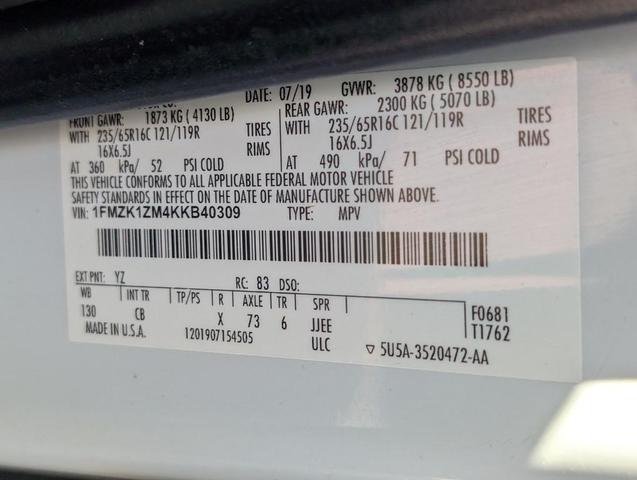 DATE: 07/19 GVWR: 3878 KG ( 8550 LB)
FRONT GAWR: 1873 KG ( 4130 LB) REAR GAWR: 2300 KG ( 5070 LB)
WITH 235/65R16C 121/119R TIRES WITH 235/65R16C 121/119R TIRES
16X6.5J RIMS 16X6.5J RIMS
AT 360 kPa/ 52 PSI COLD AT 490 kPa/ 71 PSI COLD
THIS VEHICLE CONFORMS TO ALL APPLICABLE FEDERAL MOTOR VEHICLE
SAFETY STANDARDS IN EFFECT ON THE DATE OF MANUFACTURE SHOWN ABOVE.
VIN: 1FMZK1ZM4KKB40309 TYPE: MPV
EXT PNT: YZ RC: 83 DSO:
WB INT TR TP/PS R AXLE TR SPR
130 CB X 73 6 JJEE F0681
MADE IN U.S.A. 1201907154505 ULC T1762
5U5A-3520472-AA